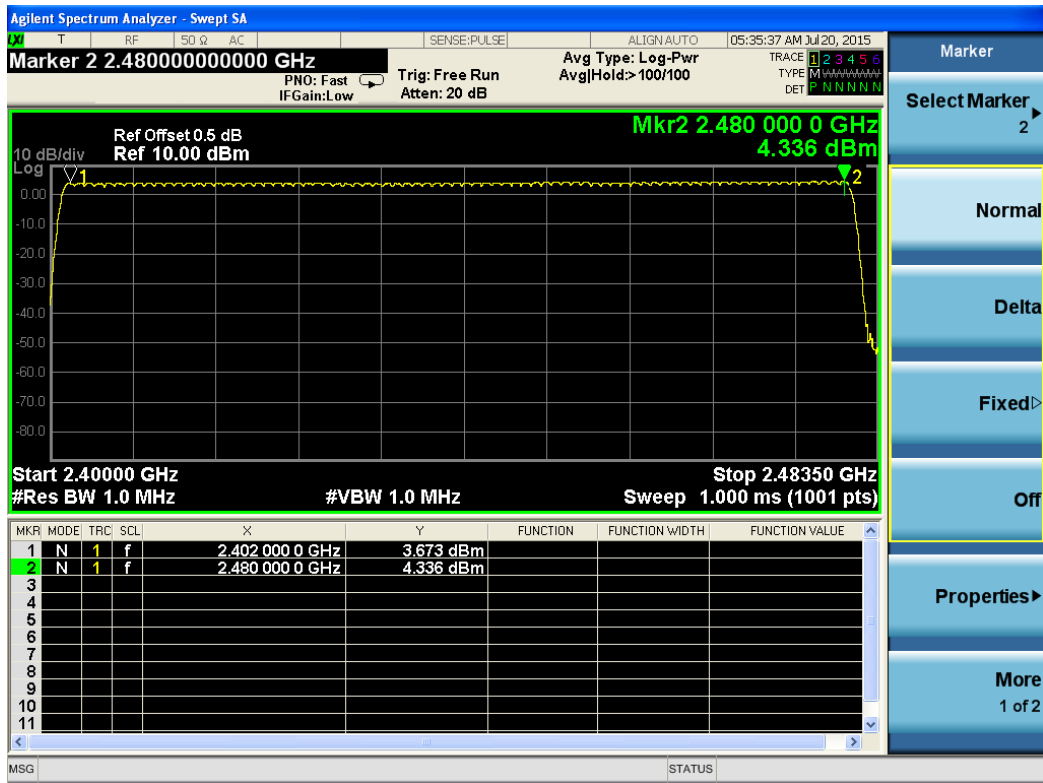 Agilent Spectrum Analyzer - Swept SA
LXI T RF 50 Ω AC SENSE:PULSE ALIGN AUTO 05:35:37 AM Jul 20, 2015
Marker 2 2.480000000000 GHz
PNO: Fast
IFGain:Low
Trig: Free Run
Atten: 20 dB
Avg Type: Log-Pwr
Avg|Hold:>100/100
TRACE 1 2 3 4 5 6
TYPE M
DET P N N N N N
Mkr2 2.480 000 0 GHz
4.336 dBm
Ref Offset 0.5 dB
10 dB/div Ref 10.00 dBm
Log
1
2
0.00
-10.0
-20.0
-30.0
-40.0
-50.0
-60.0
-70.0
-80.0
Start 2.40000 GHz Stop 2.48350 GHz
#Res BW 1.0 MHz #VBW 1.0 MHz Sweep 1.000 ms (1001 pts)
MKR MODE TRC SCL X Y FUNCTION FUNCTION WIDTH FUNCTION VALUE
1 N 1 f 2.402 000 0 GHz 3.673 dBm
2 N 1 f 2.480 000 0 GHz 4.336 dBm
3
4
5
6
7
8
9
10
11
MSG STATUS
Marker
Select Marker
2
Normal
Delta
Fixed
Off
Properties
More
1 of 2